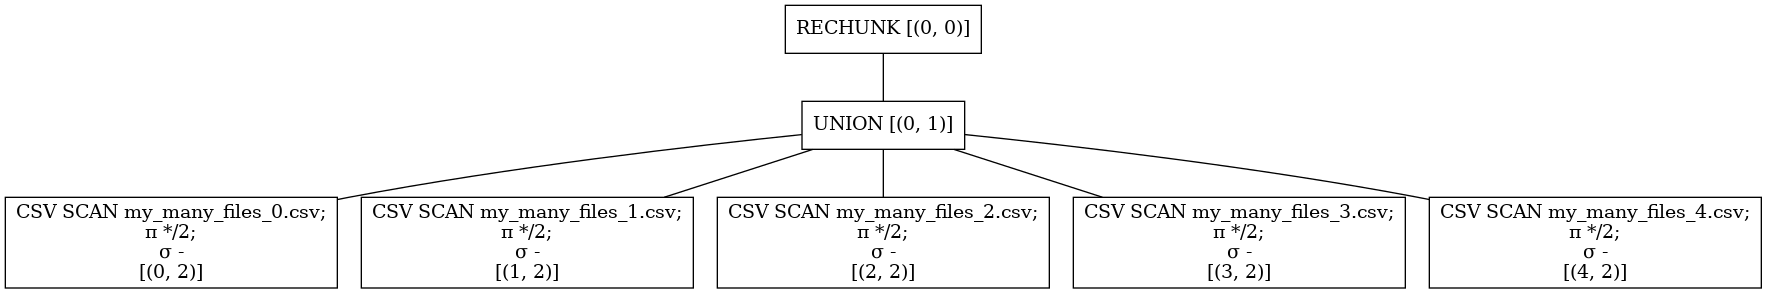 RECHUNK [(0, 0)]
UNION [(0, 1)]
CSV SCAN my_many_files_0.csv;
π */2;
σ -
[(0, 2)]
CSV SCAN my_many_files_1.csv;
π */2;
σ -
[(1, 2)]
CSV SCAN my_many_files_2.csv;
π */2;
σ -
[(2, 2)]
CSV SCAN my_many_files_3.csv;
π */2;
σ -
[(3, 2)]
CSV SCAN my_many_files_4.csv;
π */2;
σ -
[(4, 2)]